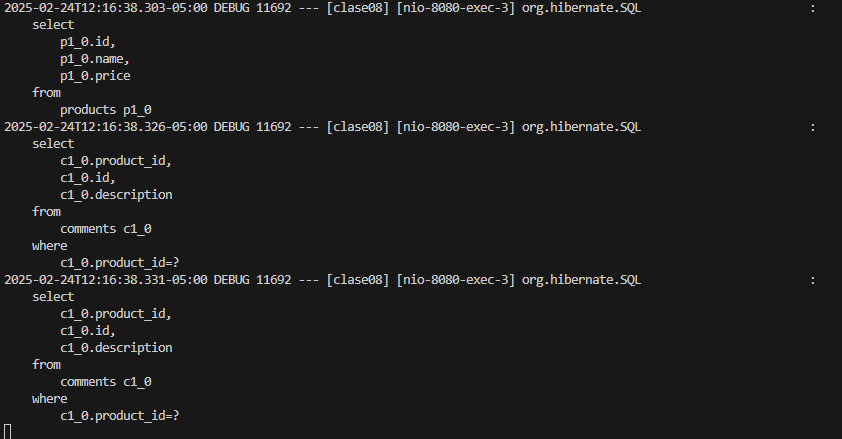 2025-02-24T12:16:38.303-05:00 DEBUG 11692 --- [clase08] [nio-8080-exec-3] org.hibernate.SQL                        :
    select
        p1_0.id,
        p1_0.name,
        p1_0.price
    from
        products p1_0
2025-02-24T12:16:38.326-05:00 DEBUG 11692 --- [clase08] [nio-8080-exec-3] org.hibernate.SQL                        :
    select
        c1_0.product_id,
        c1_0.id,
        c1_0.description
    from
        comments c1_0
    where
        c1_0.product_id=?
2025-02-24T12:16:38.331-05:00 DEBUG 11692 --- [clase08] [nio-8080-exec-3] org.hibernate.SQL                        :
    select
        c1_0.product_id,
        c1_0.id,
        c1_0.description
    from
        comments c1_0
    where
        c1_0.product_id=?